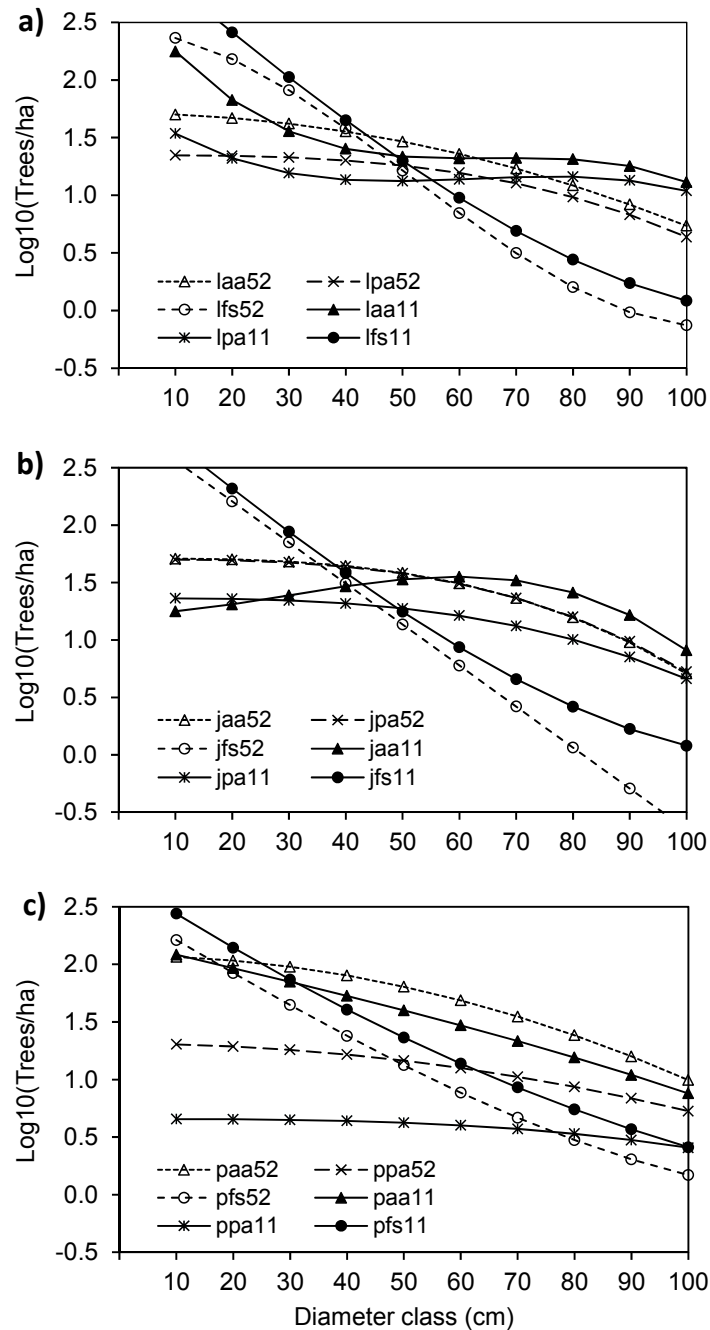 a)
2.5
2.0
1.5
1.0
0.5
0.0
-0.5
Log10(Trees/ha)
laa52 lpa52
lfs52 laa11
lpa11 lfs11
10 20 30 40 50 60 70 80 90 100
b)
2.5
2.0
1.5
1.0
0.5
0.0
-0.5
Log10(Trees/ha)
jaa52 jpa52
jfs52 jaa11
jpa11 jfs11
10 20 30 40 50 60 70 80 90 100
c)
2.5
2.0
1.5
1.0
0.5
0.0
-0.5
Log10(Trees/ha)
paa52 ppa52
pfs52 paa11
ppa11 pfs11
10 20 30 40 50 60 70 80 90 100
Diameter class (cm)